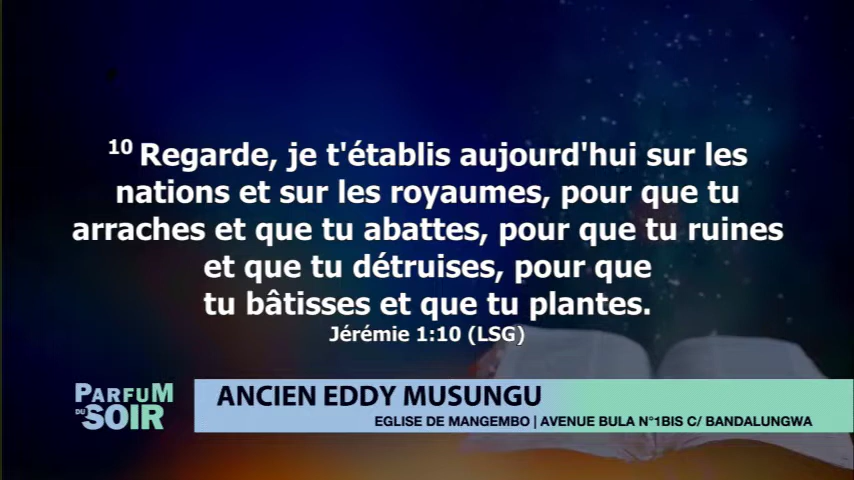 10 Regarde, je t'établis aujourd'hui sur les
nations et sur les royaumes, pour que tu
arraches et que tu abattes, pour que tu ruines
et que tu détruises, pour que
tu bâtisses et que tu plantes.
Jérémie 1:10 (LSG)
PARFUM
DU SOIR
ANCIEN EDDY MUSUNGU
EGLISE DE MANGEMBO | AVENUE BULA N°1BIS C/ BANDALUNGWA